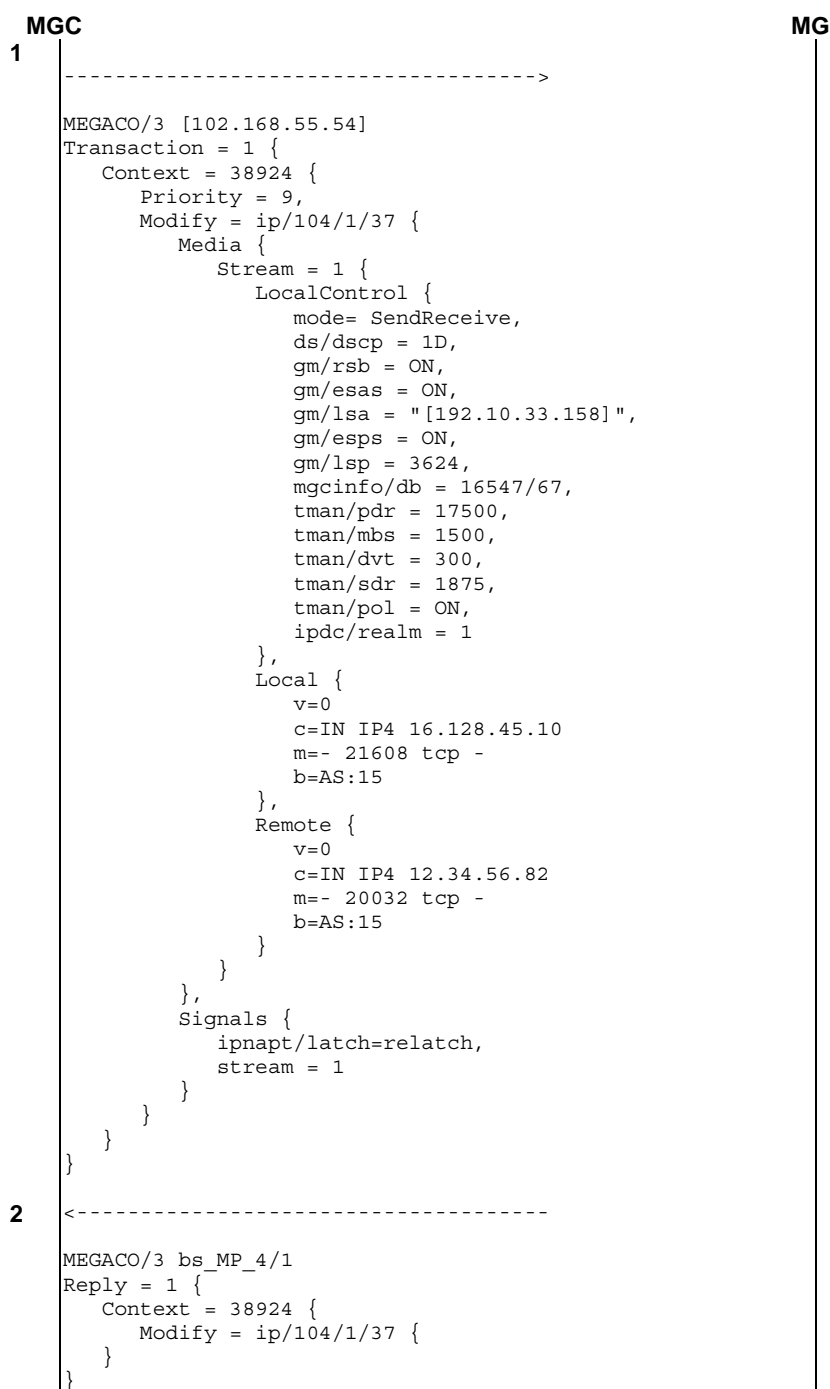 MGC MG
1
------------------------------------->
MEGACO/3 [102.168.55.54]
Transaction = 1 {
   Context = 38924 {
      Priority = 9,
      Modify = ip/104/1/37 {
         Media {
            Stream = 1 {
               LocalControl {
                  mode= SendReceive,
                  ds/dscp = 1D,
                  gm/rsb = ON,
                  gm/esas = ON,
                  gm/lsa = "[192.10.33.158]",
                  gm/esps = ON,
                  gm/lsp = 3624,
                  mgcinfo/db = 16547/67,
                  tman/pdr = 17500,
                  tman/mbs = 1500,
                  tman/dvt = 300,
                  tman/sdr = 1875,
                  tman/pol = ON,
                  ipdc/realm = 1
               },
               Local {
                  v=0
                  c=IN IP4 16.128.45.10
                  m=- 21608 tcp -
                  b=AS:15
               },
               Remote {
                  v=0
                  c=IN IP4 12.34.56.82
                  m=- 20032 tcp -
                  b=AS:15
               }
            }
         },
         Signals {
            ipnapt/latch=relatch,
            stream = 1
         }
      }
   }
}
2 <-------------------------------------
MEGACO/3 bs_MP_4/1
Reply = 1 {
   Context = 38924 {
      Modify = ip/104/1/37 {
   }
}